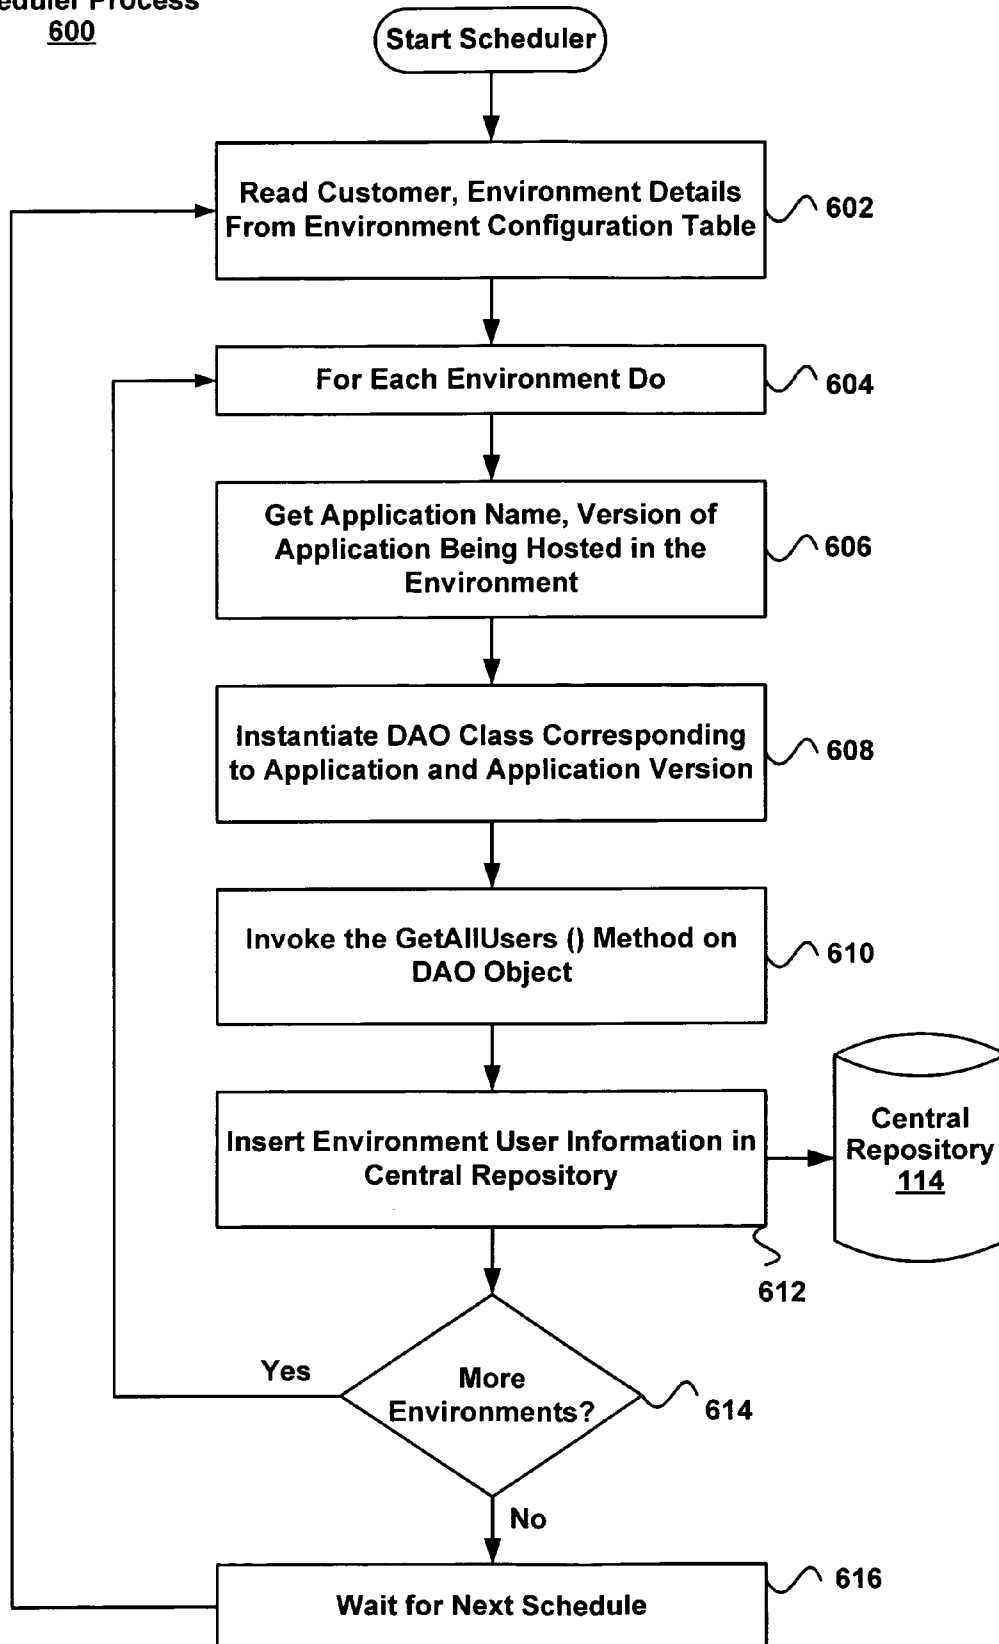 Process
600
Start Scheduler
Read Customer, Environment Details
From Environment Configuration Table
602
For Each Environment Do
604
Get Application Name, Version of
Application Being Hosted in the
Environment
606
Instantiate DAO Class Corresponding
to Application and Application Version
608
Invoke the GetAllUsers () Method on
DAO Object
610
Insert Environment User Information in
Central Repository
612
Central
Repository
114
More
Environments?
614
Yes
No
Wait for Next Schedule
616